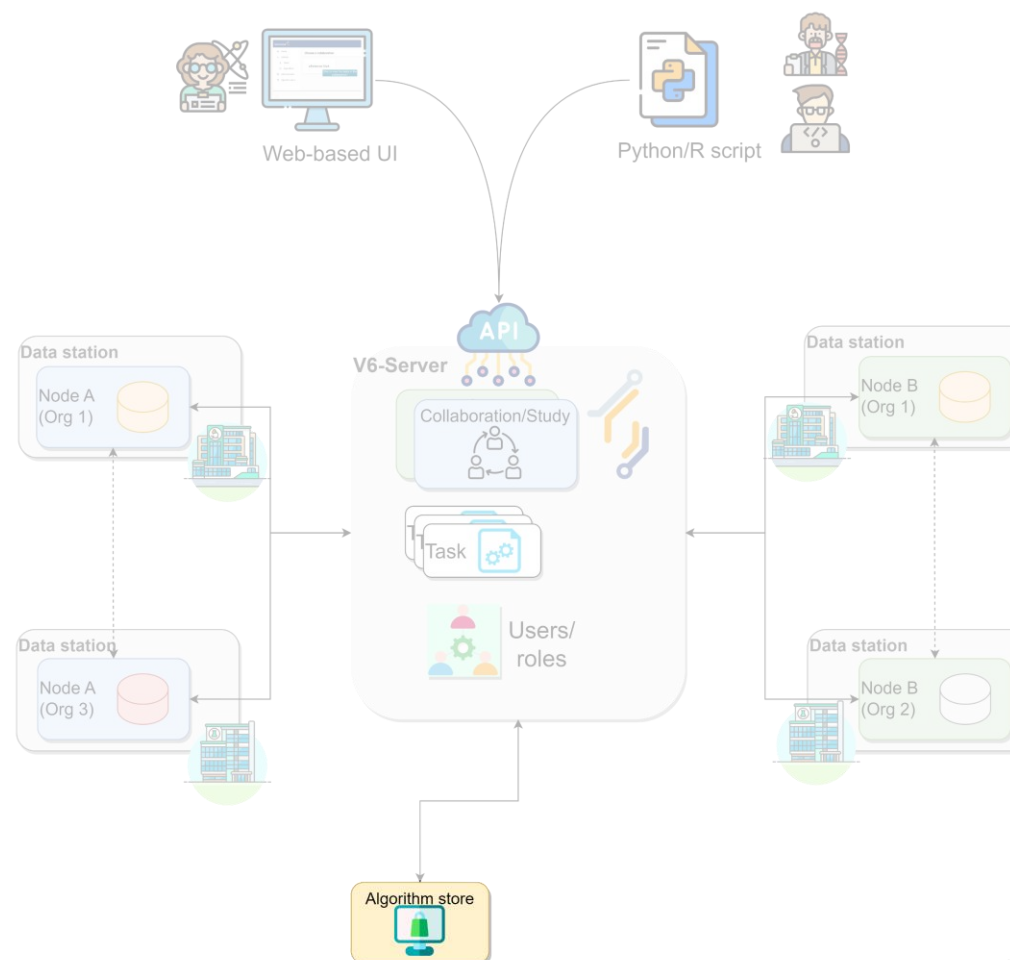 Web-based UI
Python/R script
API
V6-Server
Collaboration/Study
Task
Users/
roles
Data station
Node A
(Org 1)
Data station
Node A
(Org 3)
Data station
Node B
(Org 1)
Data station
Node B
(Org 2)
Algorithm store